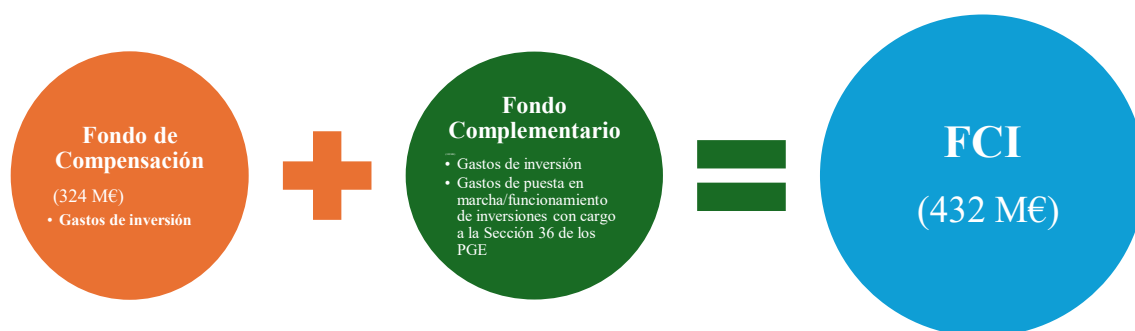 Fondo de
Compensación
(324 M€)
• Gastos de inversión
Fondo
Complementario
• Gastos de inversión
• Gastos de puesta en
marcha/funcionamiento
de inversiones con cargo
a la Sección 36 de los
PGE
FCI
(432 M€)